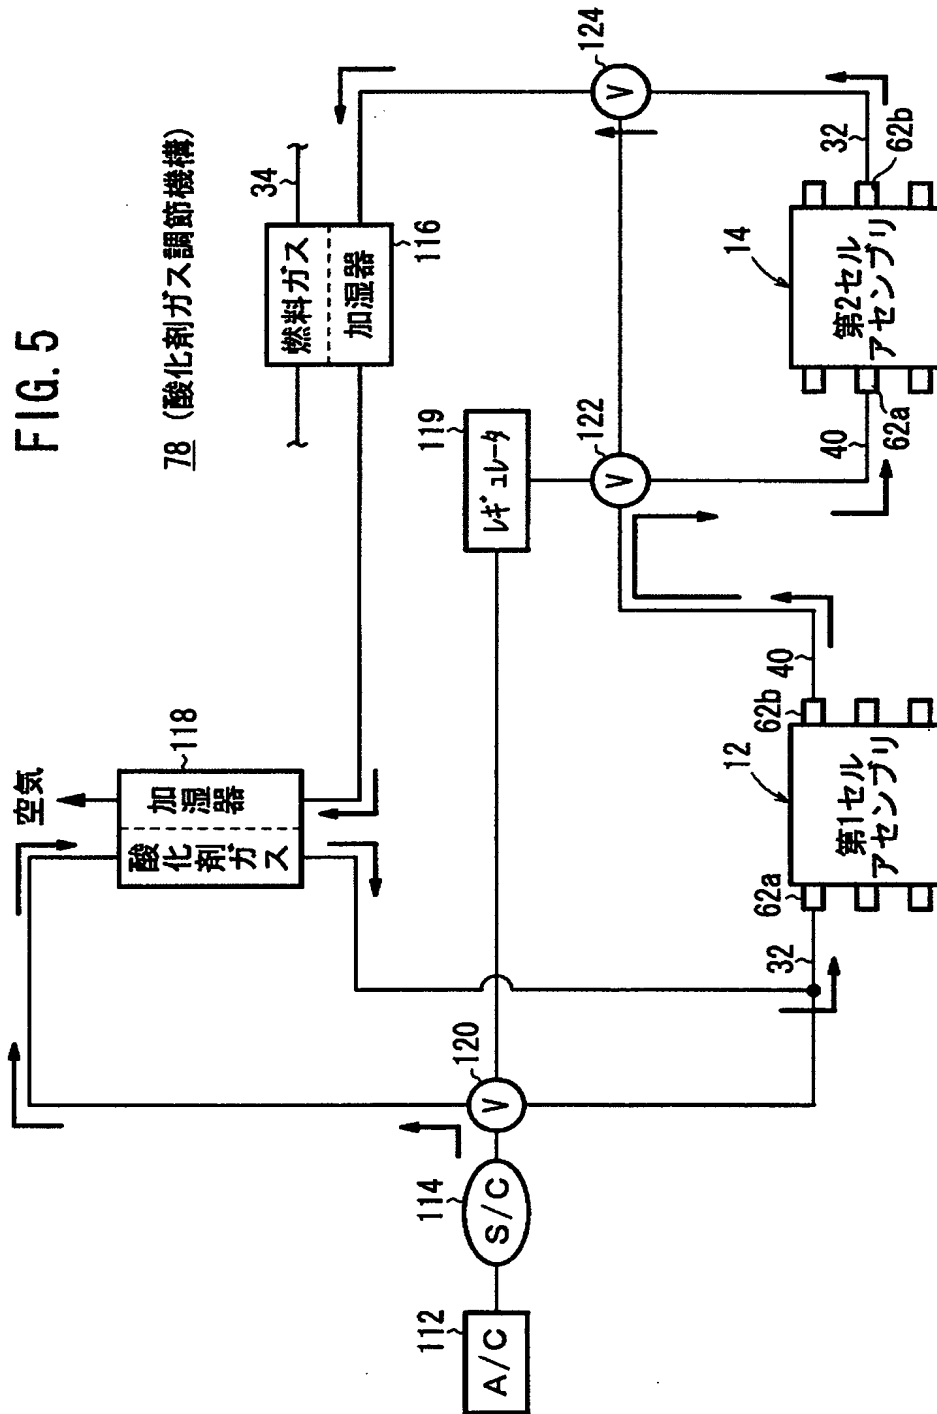 FIG. 5
78 (酸化剤ガス調節機構)
空気
118
酸化剤ガス
加湿器
34
燃料ガス
加湿器
116
119
レギュレータ
124
V
122
V
120
V
114
S/C
112
A/C
32
62a
12
第1セル
アセンブリ
62b
40
40
62a
14
第2セル
アセンブリ
32
62b